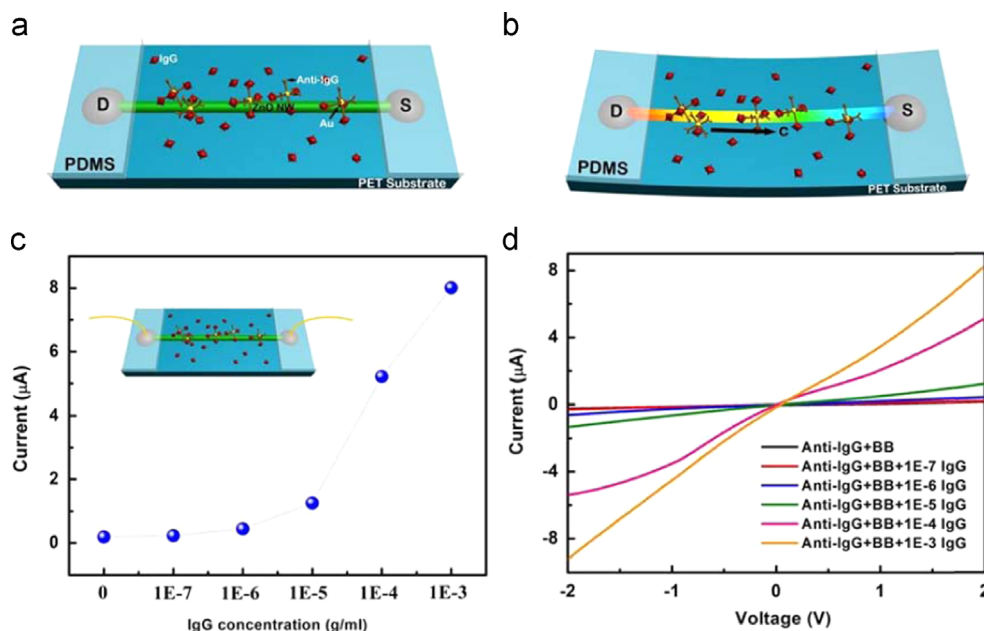 a
IgG
Anti-IgG
D
ZnO NW
S
Au
PDMS
PET Substrate
b
D
S
C
PDMS
PET Substrate
c
8
6
4
2
0
Current (μA)
0 1E-7 1E-6 1E-5 1E-4 1E-3
IgG concentration (g/ml)
d
8
4
0
-4
-8
Current (μA)
Anti-IgG+BB
Anti-IgG+BB+1E-7 IgG
Anti-IgG+BB+1E-6 IgG
Anti-IgG+BB+1E-5 IgG
Anti-IgG+BB+1E-4 IgG
Anti-IgG+BB+1E-3 IgG
-2 -1 0 1 2
Voltage (V)